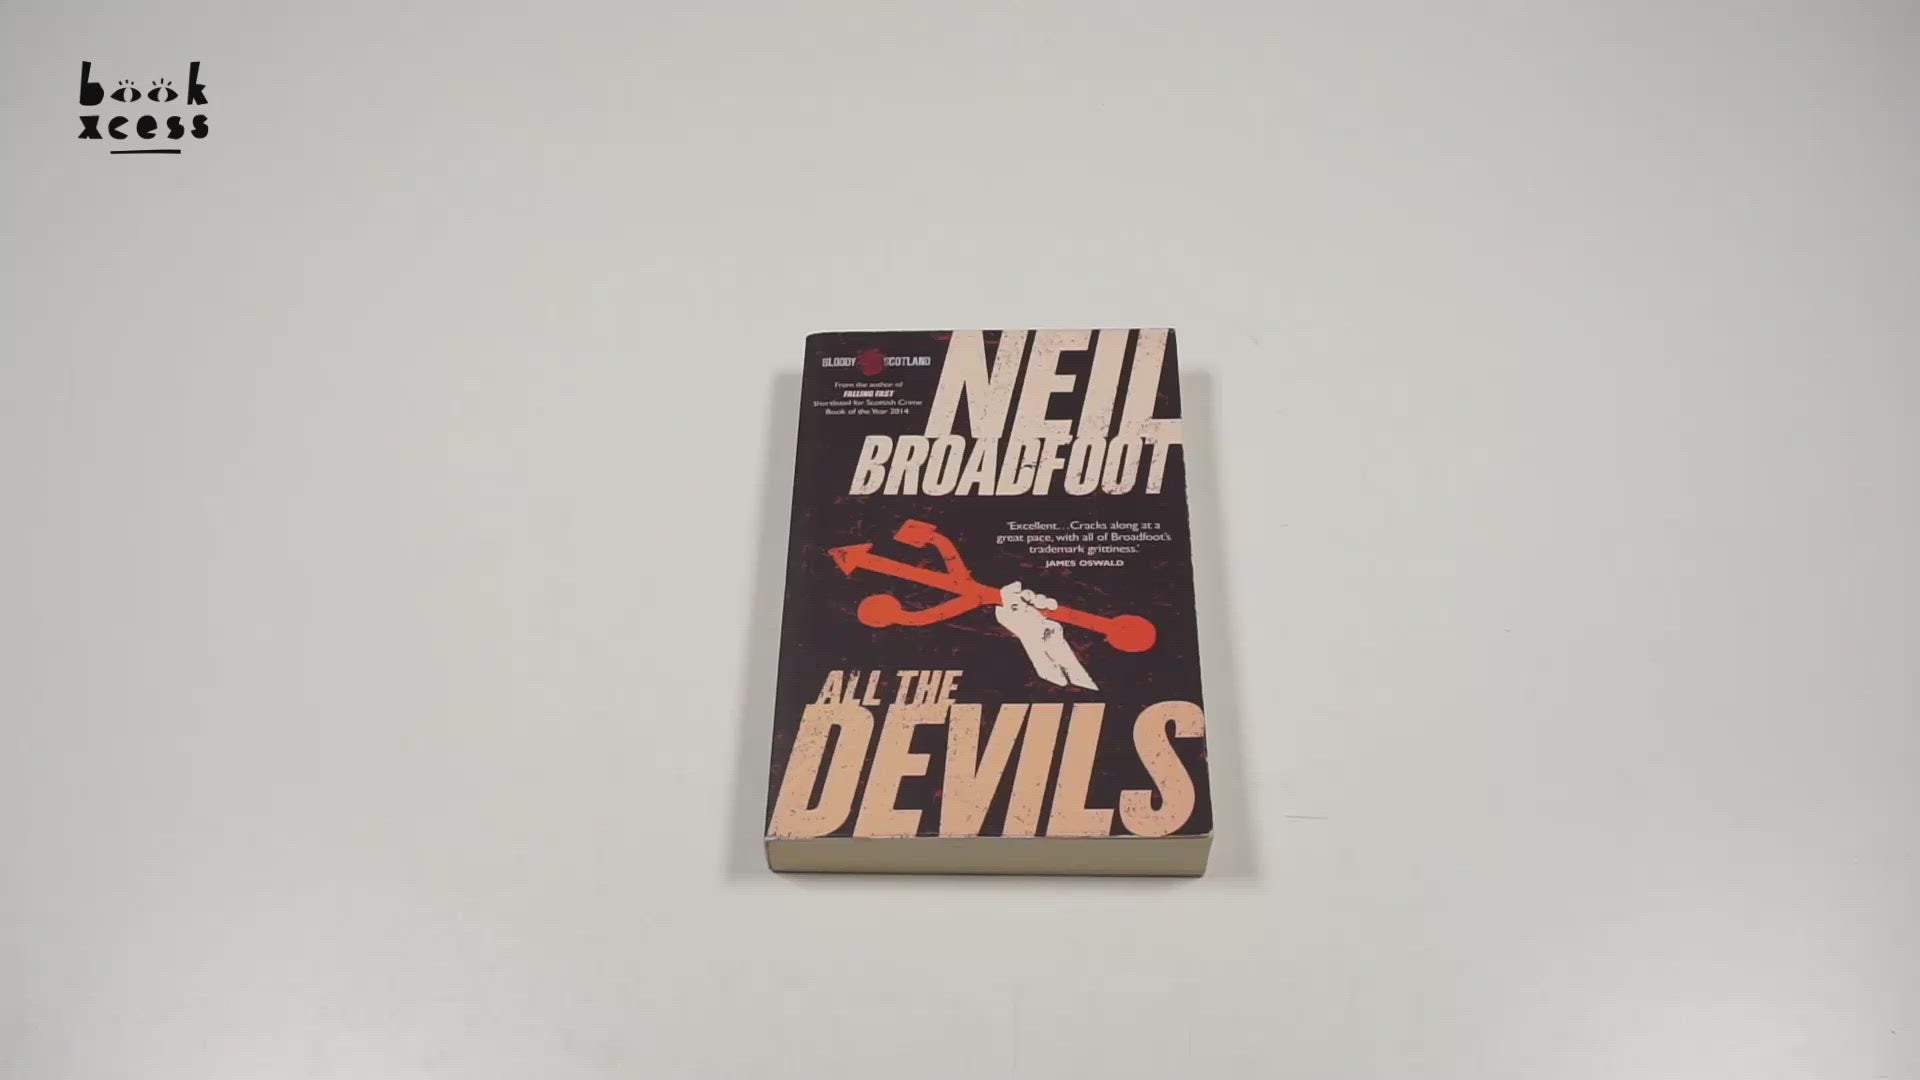 book
xcess
BLOODY SCOTLAND
From the author of
FALLING FAST
Shortlisted for Scottish Crime
Book of the Year 2014
NEIL
BROADFOOT
'Excellent...Cracks along at a
great pace, with all of Broadfoot's
trademark grittiness.'
JAMES OSWALD
ALL THE
DEVILS